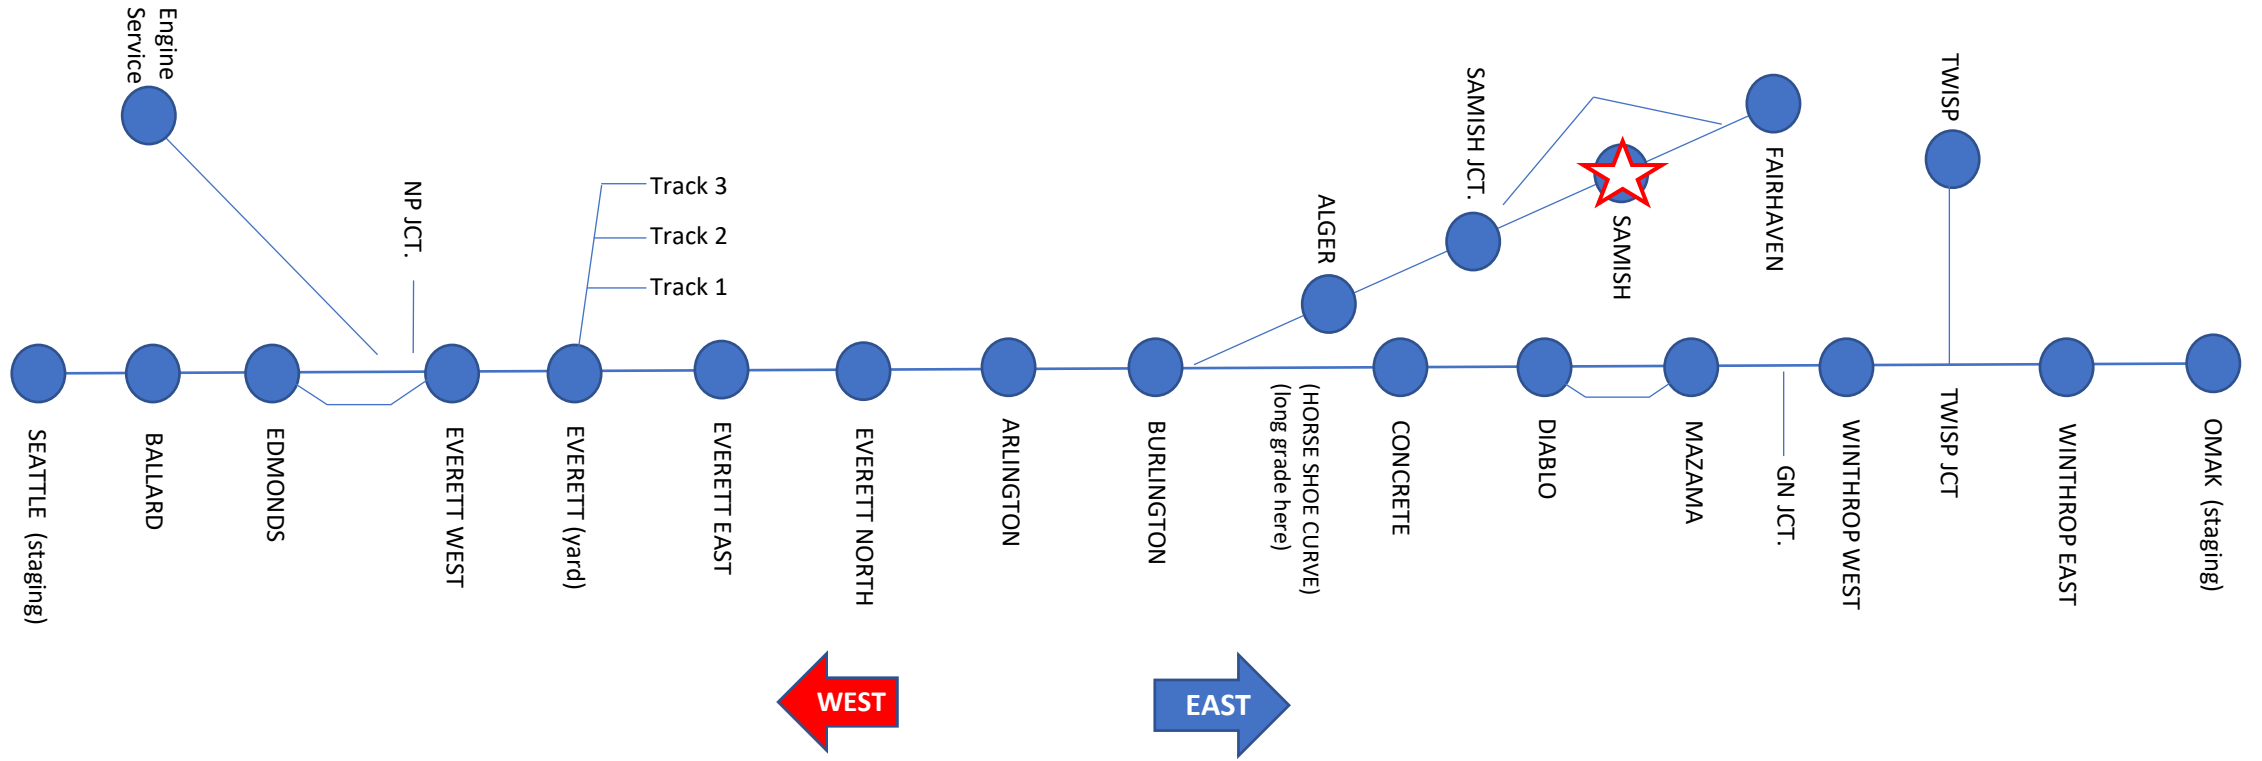 Engine
Service
NP JCT.
Track 3
Track 2
Track 1
SAMISH JCT.
ALGER
SAMISH
FAIRHAVEN
TWISP
SEATTLE (staging)
BALLARD
EDMONDS
EVERETT WEST
EVERETT (yard)
EVERETT EAST
EVERETT NORTH
ARLINGTON
BURLINGTON
(HORSE SHOE CURVE)
(long grade here)
CONCRETE
DIABLO
MAZAMA
GN JCT.
WINTHROP WEST
TWISP JCT
WINTHROP EAST
OMAK (staging)
WEST
EAST